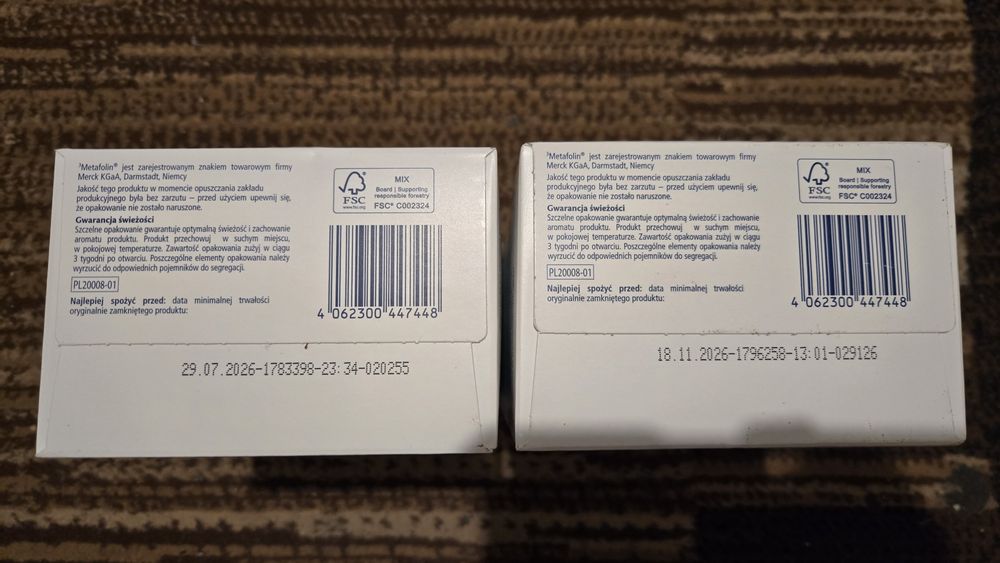 ³Metafolin® jest zarejestrowanym znakiem towarowym firmy
Merck KGaA, Darmstadt, Niemcy
Jakość tego produktu w momencie opuszczania zakładu
produkcyjnego była bez zarzutu – przed użyciem upewnij się,
że opakowanie nie zostało naruszone.
Gwarancja świeżości
Szczelne opakowanie gwarantuje optymalną świeżość i zachowanie
aromatu produktu. Produkt przechowuj w suchym miejscu,
w pokojowej temperaturze. Zawartość opakowania zużyj w ciągu
3 tygodni po otwarciu. Poszczególne elementy opakowania należy
wyrzucić do odpowiednich pojemników do segregacji.
PL20008-01
Najlepiej spożyć przed: data minimalnej trwałości
oryginalnie zamkniętego produktu:
FSC
www.fsc.org
MIX
Board | Supporting
responsible forestry
FSC® C002324
4 062300 447448
29.07.2026-1783398-23:34-020255
³Metafolin® jest zarejestrowanym znakiem towarowym firmy
Merck KGaA, Darmstadt, Niemcy
Jakość tego produktu w momencie opuszczania zakładu
produkcyjnego była bez zarzutu – przed użyciem upewnij się,
że opakowanie nie zostało naruszone.
Gwarancja świeżości
Szczelne opakowanie gwarantuje optymalną świeżość i zachowanie
aromatu produktu. Produkt przechowuj w suchym miejscu,
w pokojowej temperaturze. Zawartość opakowania zużyj w ciągu
3 tygodni po otwarciu. Poszczególne elementy opakowania należy
wyrzucić do odpowiednich pojemników do segregacji.
PL20008-01
Najlepiej spożyć przed: data minimalnej trwałości
oryginalnie zamkniętego produktu:
FSC
www.fsc.org
MIX
Board | Supporting
responsible forestry
FSC® C002324
4 062300 447448
18.11.2026-1796258-13:01-029126